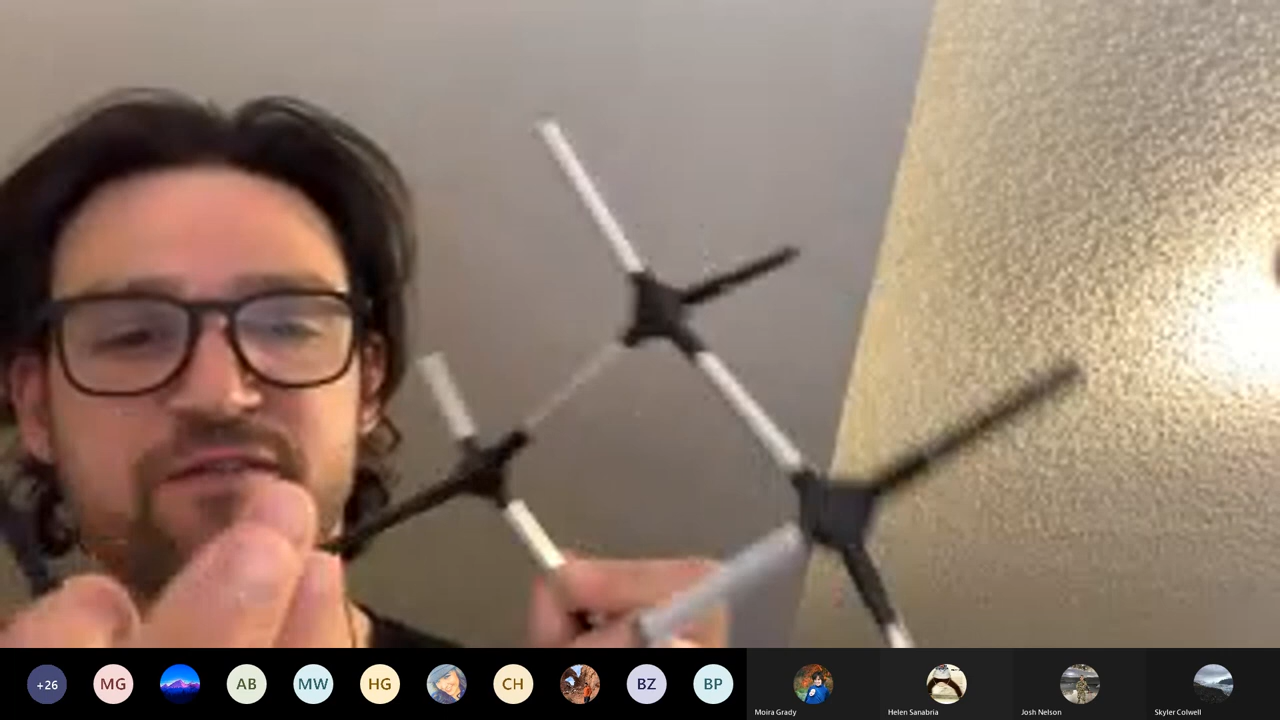 +26
MG
AB
MW
HG
CH
BZ
BP
Moira Grady
Helen Sanabria
Josh Nelson
Skyler Colwell